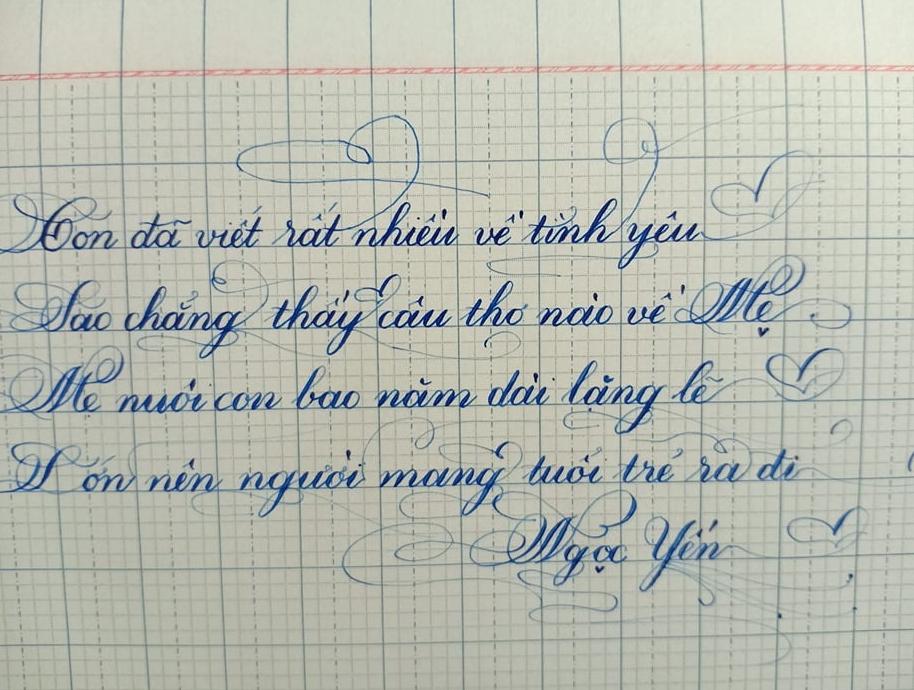 Con đã viết rất nhiều về tình yêu
Sao chẳng thấy câu thơ nào về Mẹ
Mẹ nuôi con bao năm dài lặng lẽ
Lớn nên người mang tuổi trẻ ra đi
Ngọc Yến